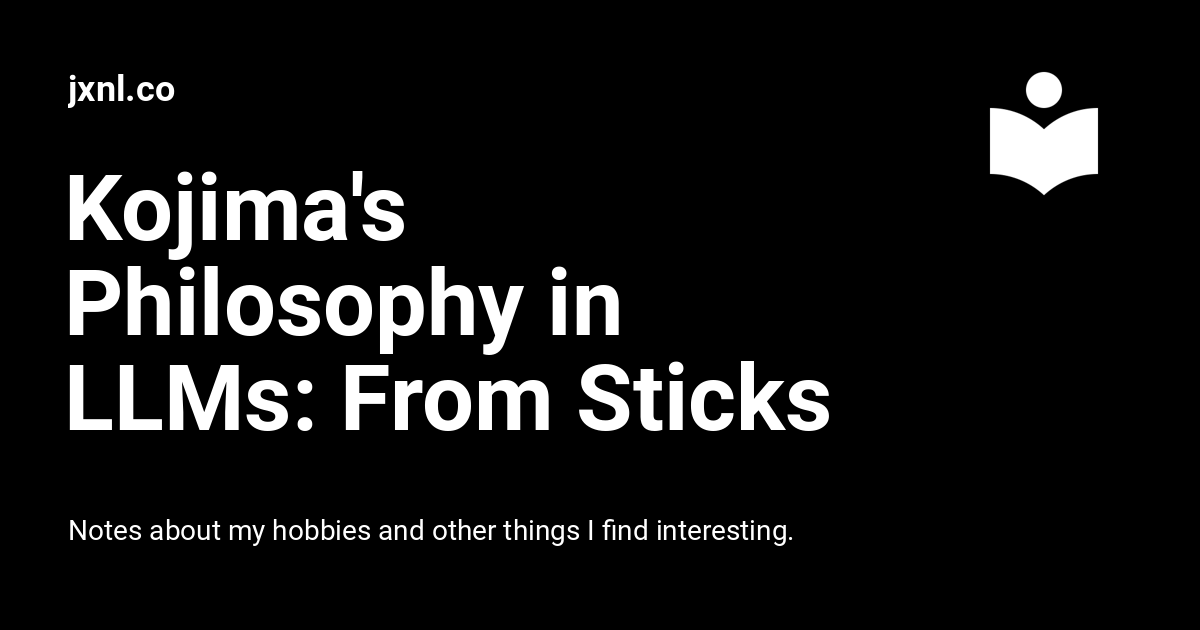 jxnl.co
Kojima's
Philosophy in
LLMs: From Sticks
Notes about my hobbies and other things I find interesting.